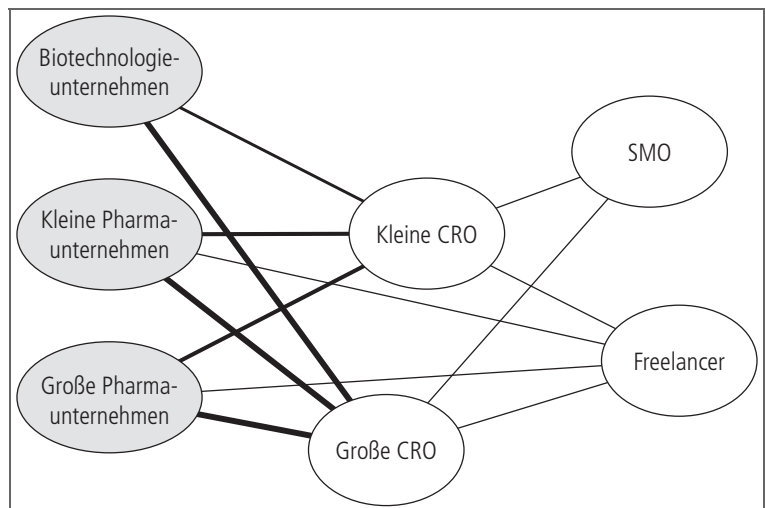 Biotechnologie-
unternehmen
Kleine Pharma-
unternehmen
Große Pharma-
unternehmen
Kleine CRO
Große CRO
SMO
Freelancer